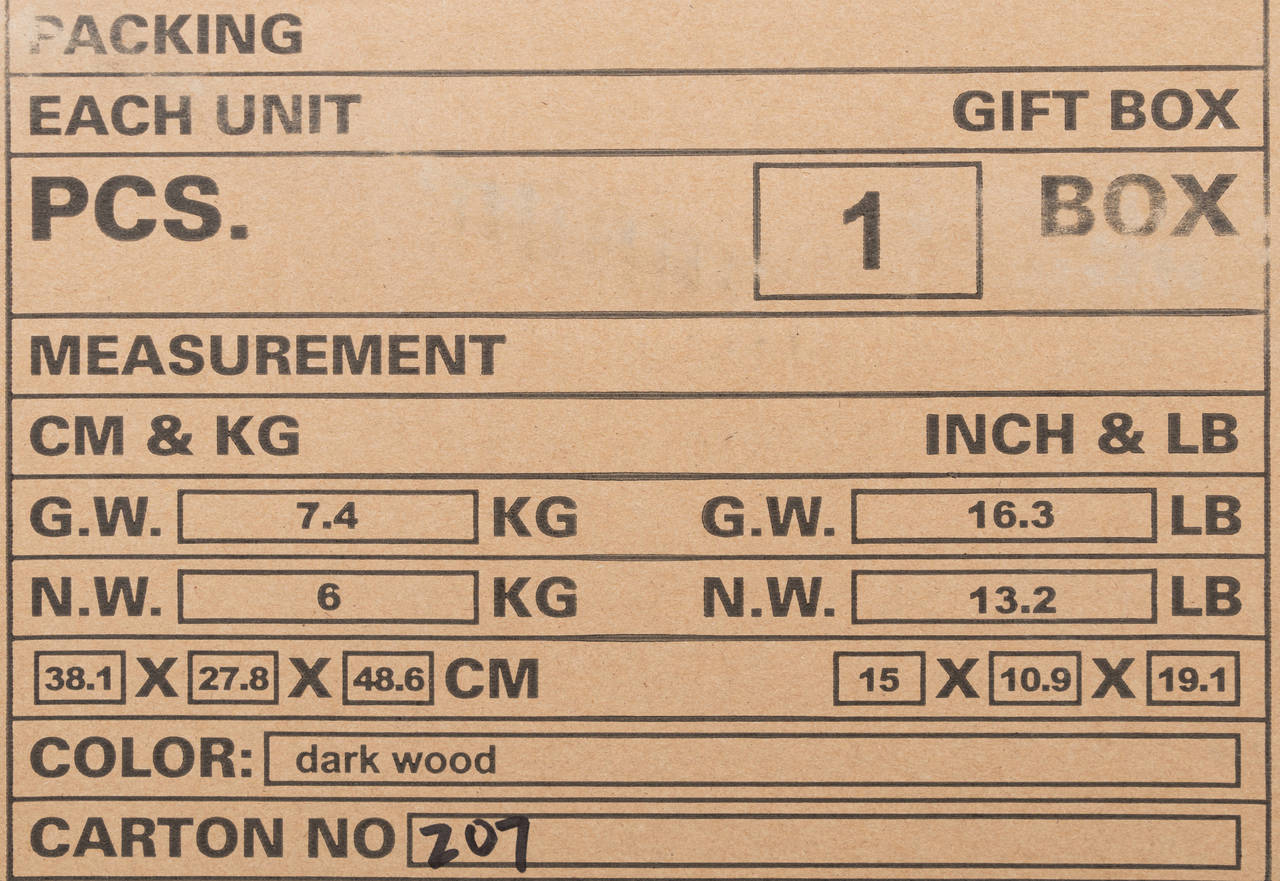 PACKING
EACH UNIT GIFT BOX
PCS. 1 BOX
MEASUREMENT
CM & KG INCH & LB
G.W. 7.4 KG G.W. 16.3 LB
N.W. 6 KG N.W. 13.2 LB
38.1 X 27.8 X 48.6 CM 15 X 10.9 X 19.1
COLOR: dark wood
CARTON NO 207